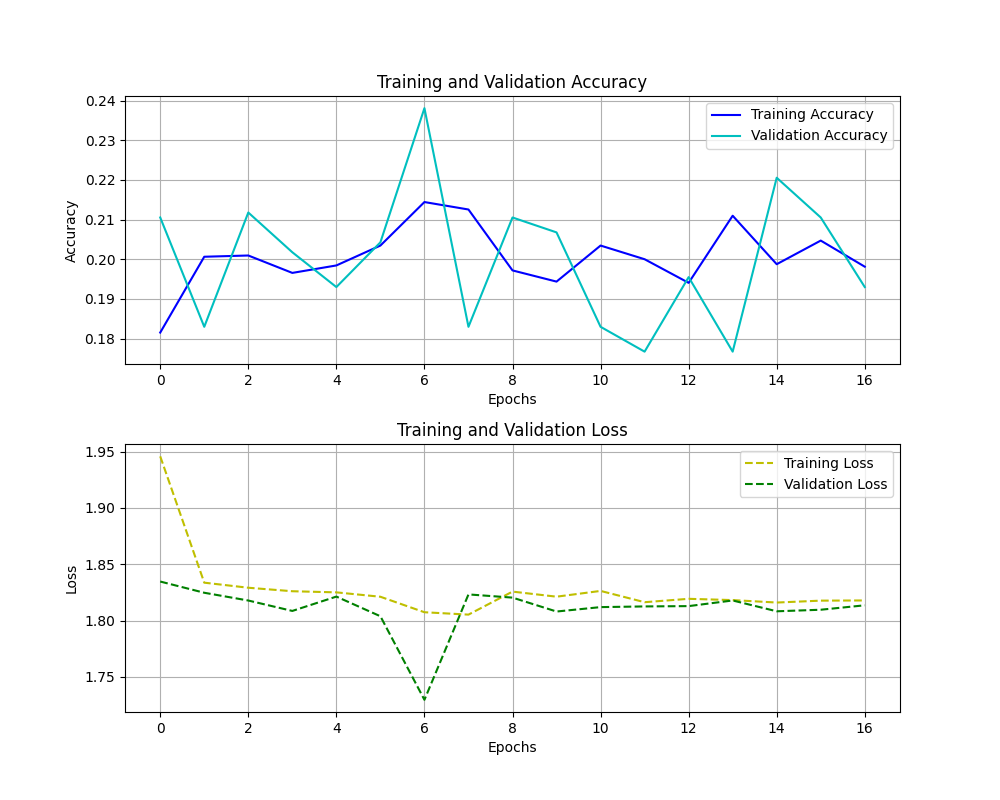 Training and Validation Accuracy
0.24
0.23
0.22
0.21
0.20
0.19
0.18
Accuracy
Training Accuracy
Validation Accuracy
0 2 4 6 8 10 12 14 16
Epochs
Training and Validation Loss
1.95
1.90
1.85
1.80
1.75
Loss
Training Loss
Validation Loss
0 2 4 6 8 10 12 14 16
Epochs